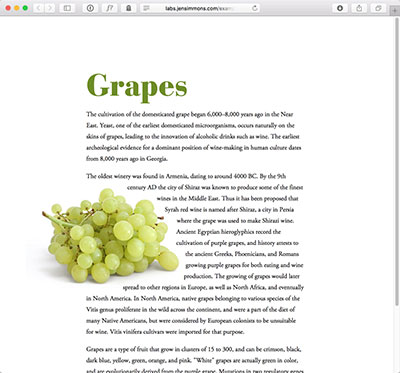 labs.jensimmons.com/exam
Grapes
The cultivation of the domesticated grape began 6,000–8,000 years ago in the Near
East. Yeast, one of the earliest domesticated microorganisms, occurs naturally on the
skins of grapes, leading to the innovation of alcoholic drinks such as wine. The earliest
archeological evidence for a dominant position of wine-making in human culture dates
from 8,000 years ago in Georgia.
The oldest winery was found in Armenia, dating to around 4000 BC. By the 9th
century AD the city of Shiraz was known to produce some of the finest
wines in the Middle East. Thus it has been proposed that
Syrah red wine is named after Shiraz, a city in Persia
where the grape was used to make Shirazi wine.
Ancient Egyptian hieroglyphics record the
cultivation of purple grapes, and history attests to
the ancient Greeks, Phoenicians, and Romans
growing purple grapes for both eating and wine
production. The growing of grapes would later
spread to other regions in Europe, as well as North Africa, and eventually
in North America. In North America, native grapes belonging to various species of the
Vitis genus proliferate in the wild across the continent, and were a part of the diet of
many Native Americans, but were considered by European colonists to be unsuitable
for wine. Vitis vinifera cultivars were imported for that purpose.
Grapes are a type of fruit that grow in clusters of 15 to 300, and can be crimson, black,
dark blue, yellow, green, orange, and pink. "White" grapes are actually green in color,
and are evolutionarily derived from the purple grape. Mutations in two regulatory genes